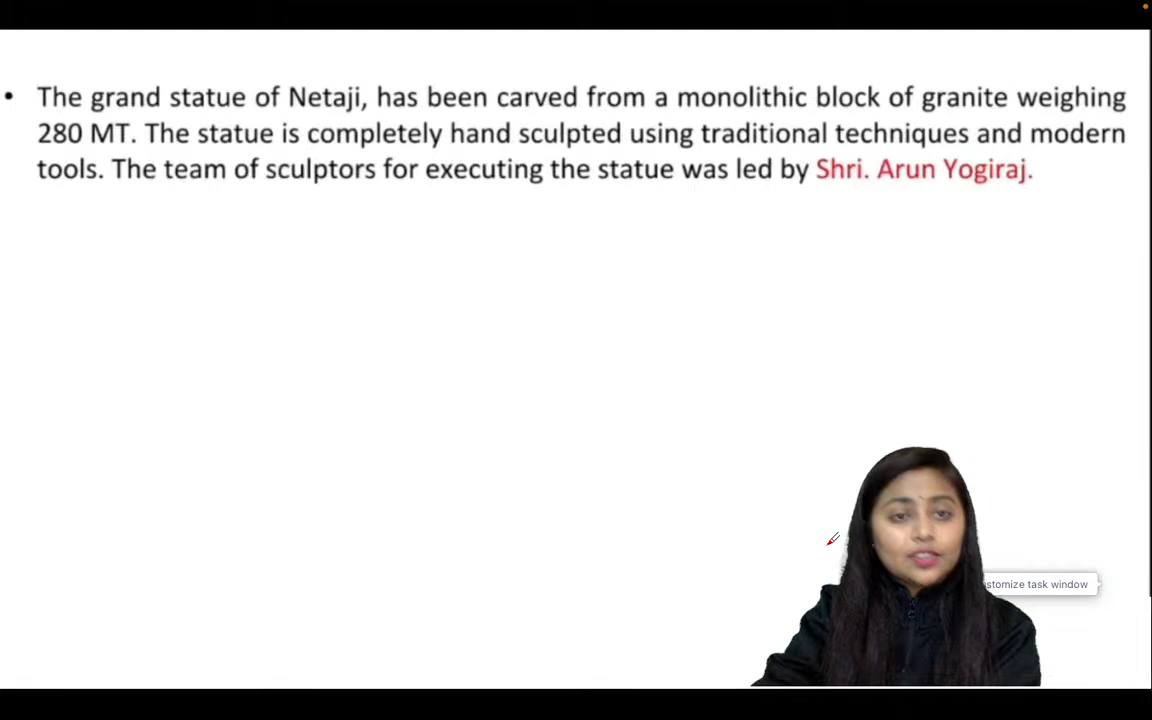 • The grand statue of Netaji, has been carved from a monolithic block of granite weighing
280 MT. The statue is completely hand sculpted using traditional techniques and modern
tools. The team of sculptors for executing the statue was led by Shri. Arun Yogiraj.
stomize task window